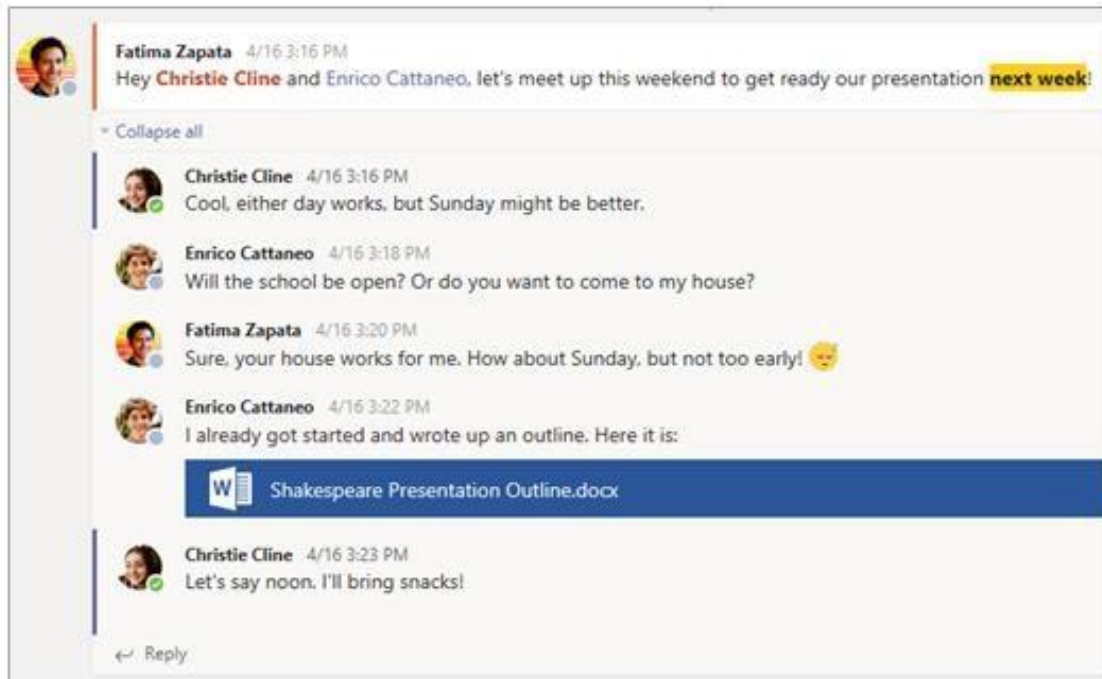 Fatima Zapata 4/16 3:16 PM
Hey Christie Cline and Enrico Cattaneo, let's meet up this weekend to get ready our presentation next week!
Collapse all
Christie Cline 4/16 3:16 PM
Cool, either day works, but Sunday might be better.
Enrico Cattaneo 4/16 3:18 PM
Will the school be open? Or do you want to come to my house?
Fatima Zapata 4/16 3:20 PM
Sure, your house works for me. How about Sunday, but not too early! 😴
Enrico Cattaneo 4/16 3:22 PM
I already got started and wrote up an outline. Here it is:
W Shakespeare Presentation Outline.docx
Christie Cline 4/16 3:23 PM
Let's say noon. I'll bring snacks!
Reply